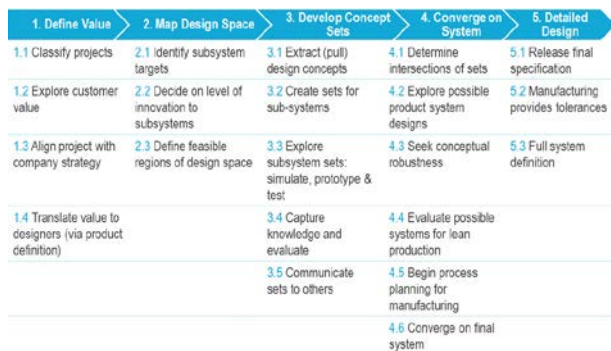 1. Define Value
2. Map Design Space
3. Develop Concept
Sets
4. Converge on
System
5. Detailed
Design
1.1 Classify projects
2.1 Identify subsystem
targets
3.1 Extract (pull)
design concepts
4.1 Determine
intersections of sets
5.1 Release final
specification
1.2 Explore customer
value
2.2 Decide on level of
innovation to
subsystems
3.2 Create sets for
sub-systems
4.2 Explore possible
product system
designs
5.2 Manufacturing
provides tolerances
1.3 Align project with
company strategy
2.3 Define feasible
regions of design space
3.3 Explore
subsystem sets:
simulate, prototype &
test
4.3 Seek conceptual
robustness
5.3 Full system
definition
1.4 Translate value to
designers (via product
definition)
3.4 Capture
knowledge and
evaluate
4.4 Evaluate possible
systems for lean
production
3.5 Communicate
sets to others
4.5 Begin process
planning for
manufacturing
4.6 Converge on final
system